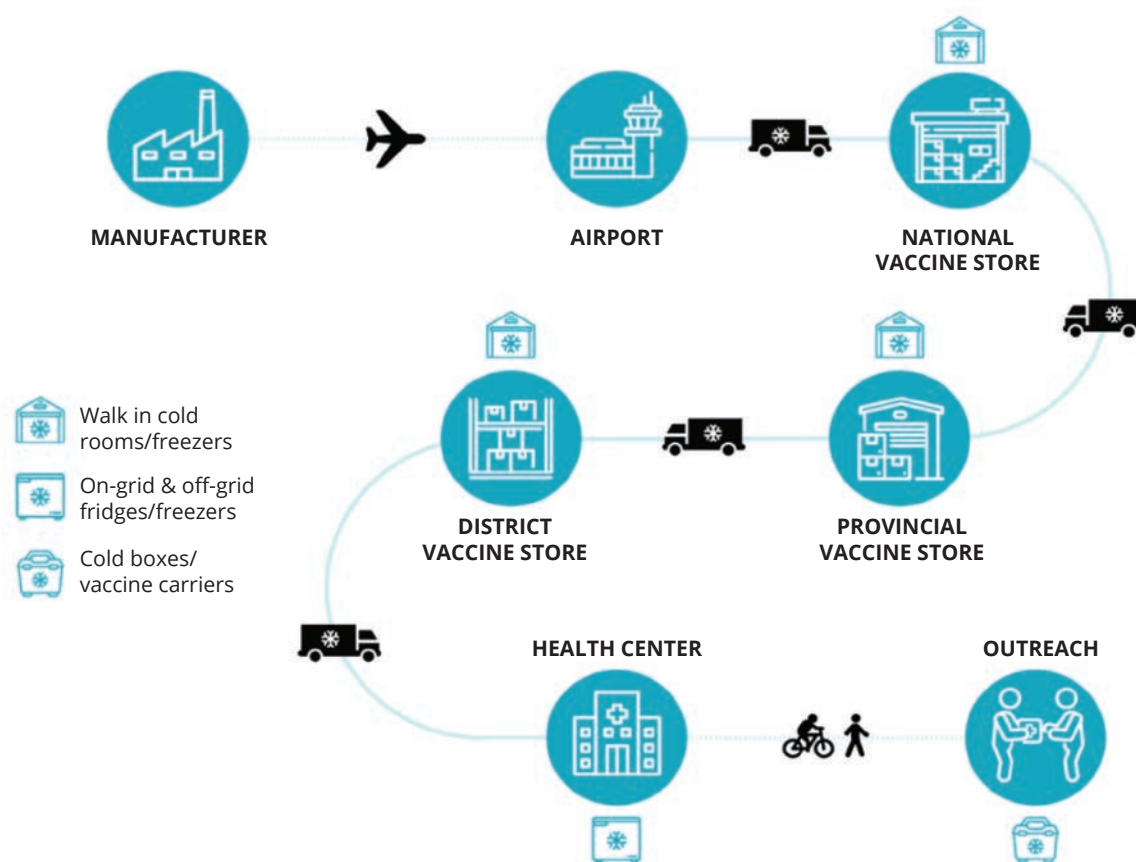 MANUFACTURER
AIRPORT
NATIONAL
VACCINE STORE
Walk in cold
rooms/freezers
On-grid & off-grid
fridges/freezers
Cold boxes/
vaccine carriers
DISTRICT
VACCINE STORE
PROVINCIAL
VACCINE STORE
HEALTH CENTER
OUTREACH